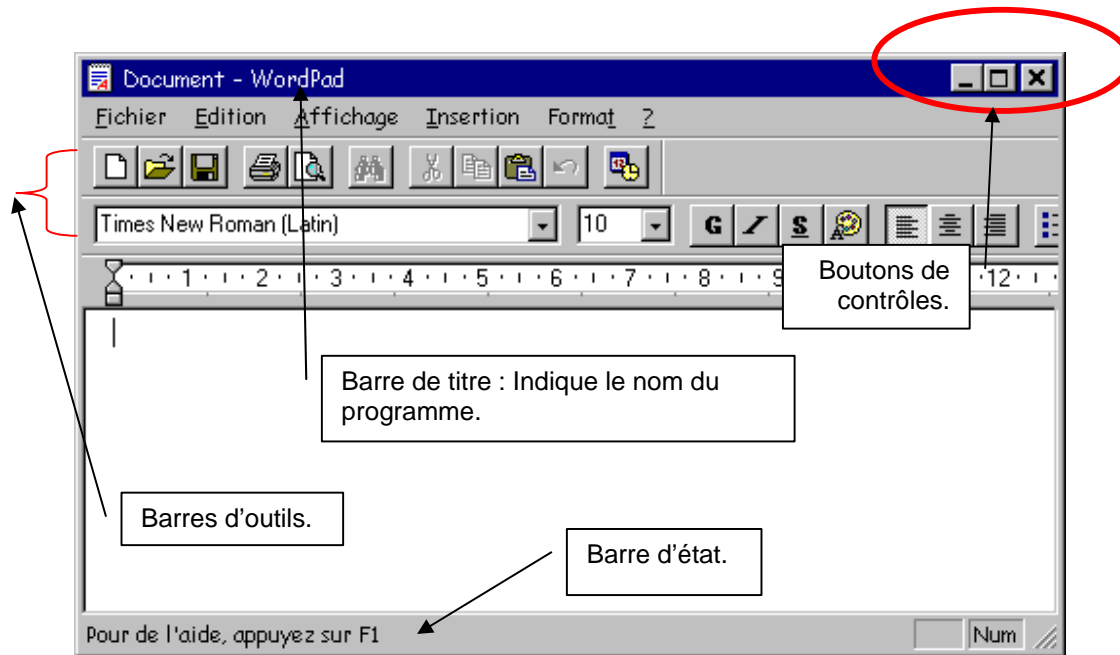 Document - WordPad
Fichier Edition Affichage Insertion Format ?
Times New Roman (Latin) 10 G I S
1 2 3 4 5 6 7 8 9 12
Boutons de
contrôles.
Barre de titre : Indique le nom du
programme.
Barres d’outils.
Barre d’état.
Pour de l'aide, appuyez sur F1 Num